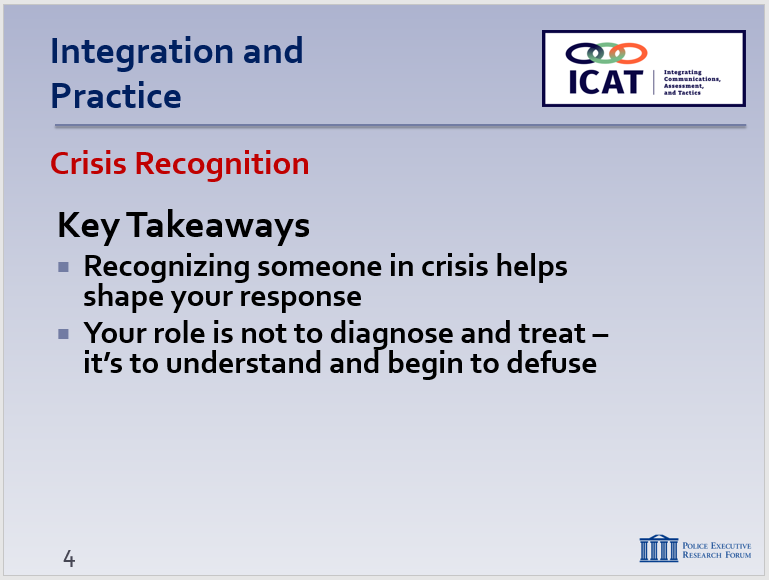 Integration and
Practice
ICAT
Integrating
Communications,
Assessment,
and Tactics
Crisis Recognition
Key Takeaways
Recognizing someone in crisis helps
shape your response
Your role is not to diagnose and treat –
it's to understand and begin to defuse
4
Police Executive
Research Forum